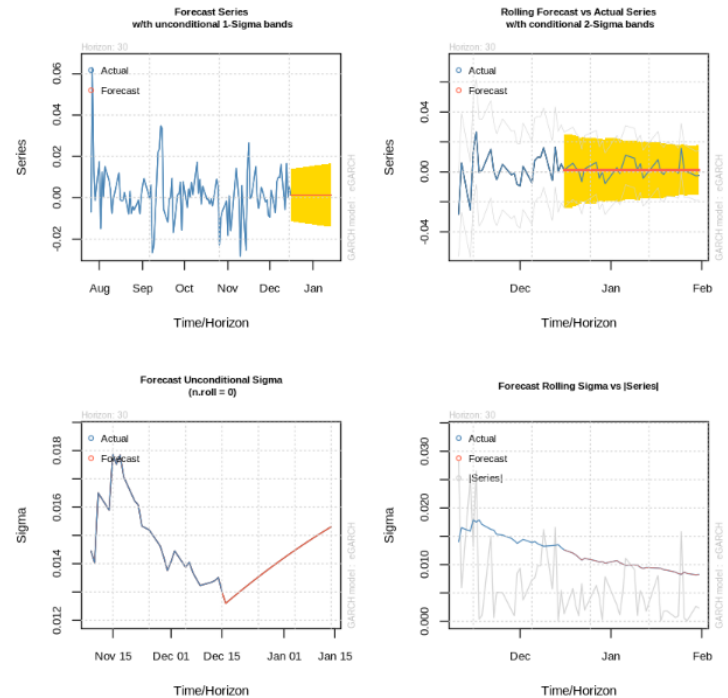 Forecast Series
w/th unconditional 1-Sigma bands
Horizon: 30
Actual
Forecast
Series
0.06
0.04
0.02
0.00
-0.02
Aug Sep Oct Nov Dec Jan
Time/Horizon
GARCH model : eGARCH
Rolling Forecast vs Actual Series
w/th conditional 2-Sigma bands
Horizon: 30
Actual
Forecast
Series
0.04
0.00
-0.04
Dec Jan Feb
Time/Horizon
GARCH model : eGARCH
Forecast Unconditional Sigma
(n.roll = 0)
Horizon: 30
Actual
Forecast
Sigma
0.018
0.016
0.014
0.012
Nov 15 Dec 01 Dec 15 Jan 01 Jan 15
Time/Horizon
GARCH model : eGARCH
Forecast Rolling Sigma vs |Series|
Horizon: 30
Actual
Forecast
|Series|
Sigma
0.030
0.020
0.010
0.000
Dec Jan Feb
Time/Horizon
GARCH model : eGARCH